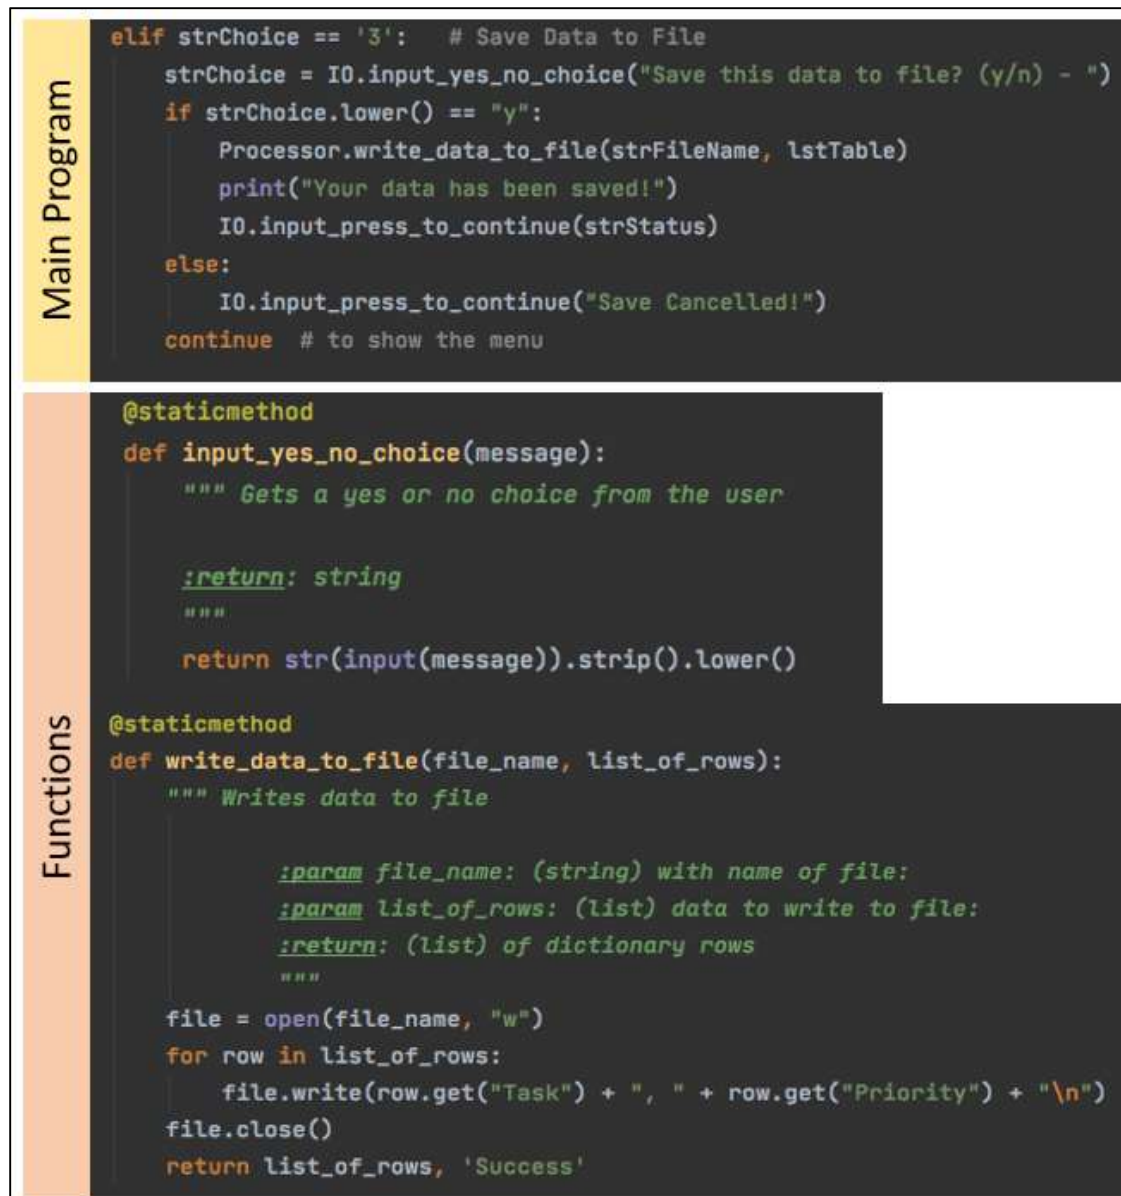 Main Program
elif strChoice == '3':   # Save Data to File
    strChoice = IO.input_yes_no_choice("Save this data to file? (y/n) - ")
    if strChoice.lower() == "y":
        Processor.write_data_to_file(strFileName, lstTable)
        print("Your data has been saved!")
        IO.input_press_to_continue(strStatus)
    else:
        IO.input_press_to_continue("Save Cancelled!")
    continue  # to show the menu
Functions
@staticmethod
def input_yes_no_choice(message):
    """ Gets a yes or no choice from the user
    :return: string
    """
    return str(input(message)).strip().lower()
@staticmethod
def write_data_to_file(file_name, list_of_rows):
    """ Writes data to file
            :param file_name: (string) with name of file:
            :param list_of_rows: (list) data to write to file:
            :return: (list) of dictionary rows
            """
    file = open(file_name, "w")
    for row in list_of_rows:
        file.write(row.get("Task") + ", " + row.get("Priority") + "\n")
    file.close()
    return list_of_rows, 'Success'